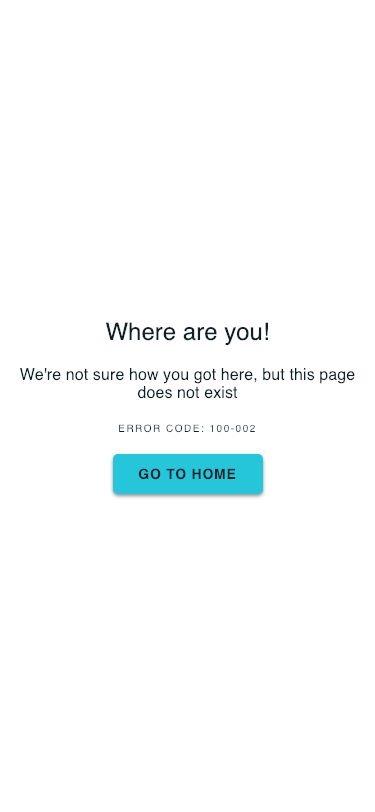 Where are you!
We're not sure how you got here, but this page
does not exist
ERROR CODE: 100-002
GO TO HOME